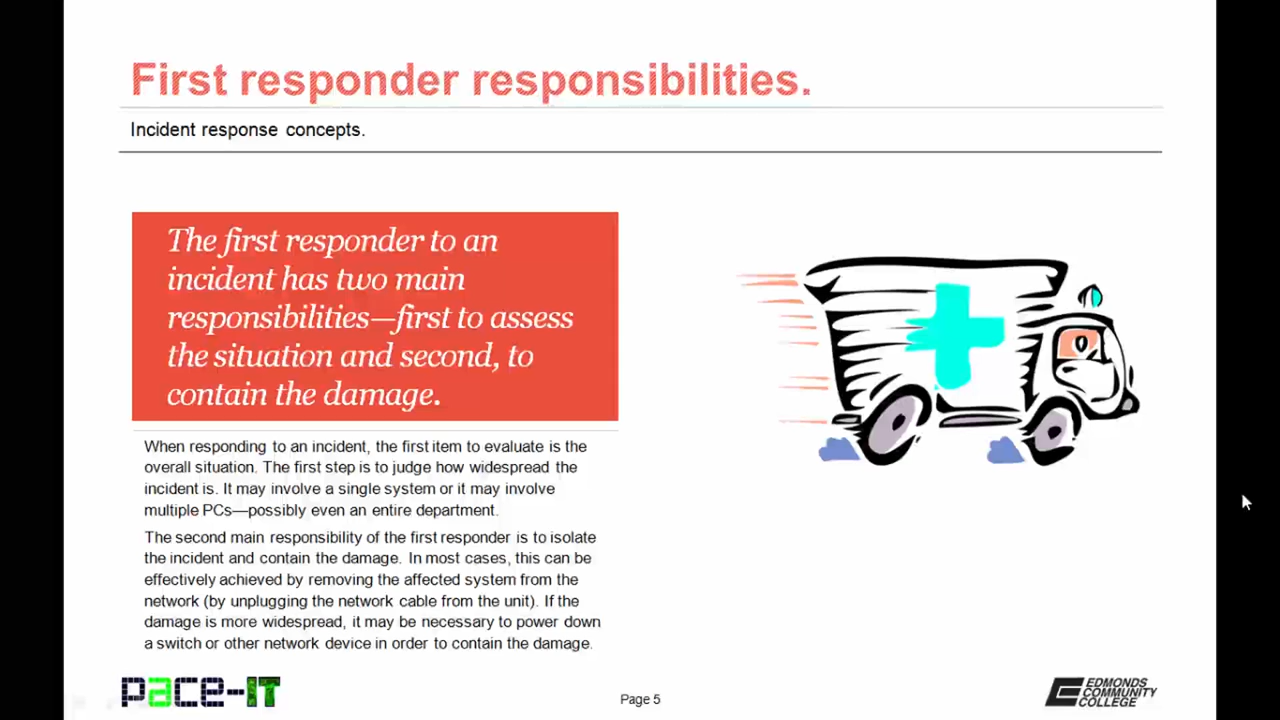 First responder responsibilities.
Incident response concepts.
The first responder to an
incident has two main
responsibilities—first to assess
the situation and second, to
contain the damage.
When responding to an incident, the first item to evaluate is the
overall situation. The first step is to judge how widespread the
incident is. It may involve a single system or it may involve
multiple PCs—possibly even an entire department.
The second main responsibility of the first responder is to isolate
the incident and contain the damage. In most cases, this can be
effectively achieved by removing the affected system from the
network (by unplugging the network cable from the unit). If the
damage is more widespread, it may be necessary to power down
a switch or other network device in order to contain the damage.
pace-IT
Page 5
EDMONDS
COMMUNITY
COLLEGE